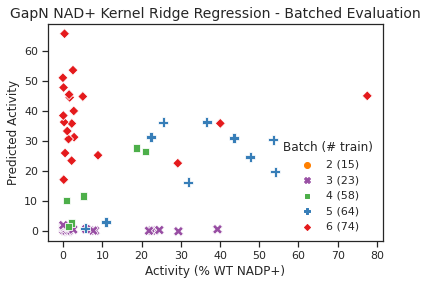 GapN NAD+ Kernel Ridge Regression - Batched Evaluation
Predicted Activity
60
50
40
30
20
10
0
Batch (# train)
2 (15)
3 (23)
4 (58)
5 (64)
6 (74)
0 10 20 30 40 50 60 70 80
Activity (% WT NADP+)